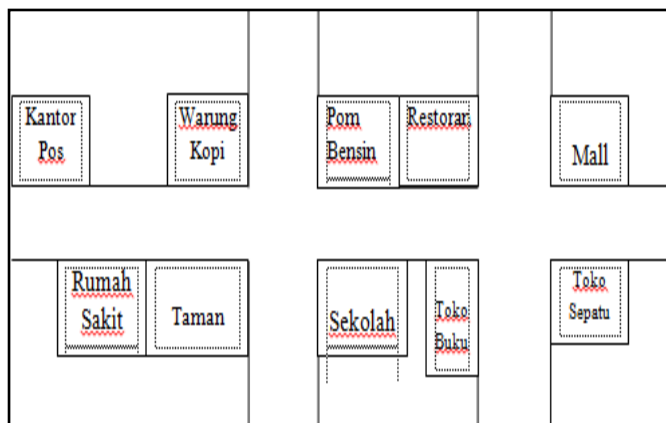 Kantor
Pos
Warung
Kopi
Pom
Bensin
Restoran
Mall
Rumah
Sakit
Taman
Sekolah
Toko
Buku
Toko
Sepatu